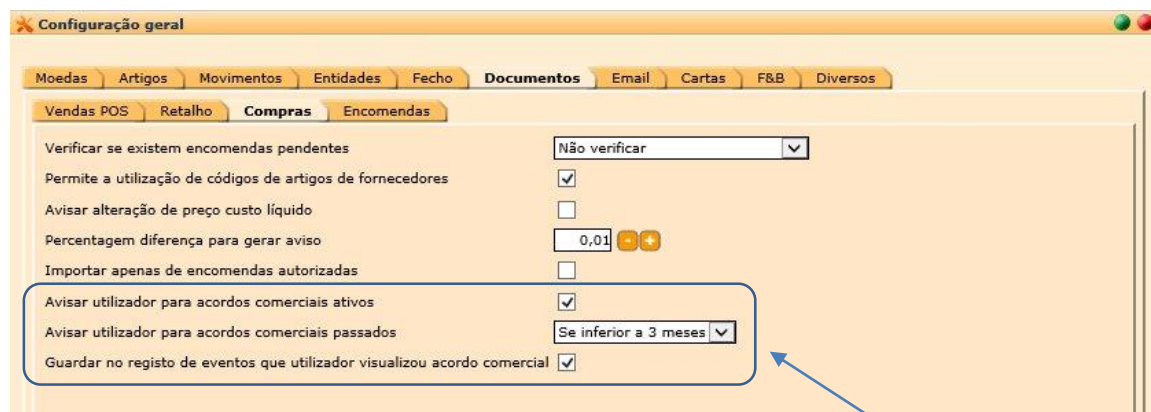 Configuração geral
Moedas Artigos Movimentos Entidades Fecho Documentos Email Cartas F&B Diversos
Vendas POS Retalho Compras Encomendas
Verificar se existem encomendas pendentes Não verificar
Permite a utilização de códigos de artigos de fornecedores
Avisar alteração de preço custo líquido
Percentagem diferença para gerar aviso 0,01 - +
Importar apenas de encomendas autorizadas
Avisar utilizador para acordos comerciais ativos
Avisar utilizador para acordos comerciais passados Se inferior a 3 meses
Guardar no registo de eventos que utilizador visualizou acordo comercial